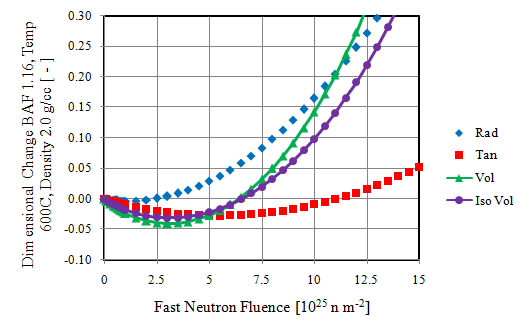 Dimensional Change BAF 1.16, Temp
600C, Density 2.0 g/cc [ - ]
0.30
0.25
0.20
0.15
0.10
0.05
0.00
-0.05
-0.10
0
2.5
5
7.5
10
12.5
15
Fast Neutron Fluence [10²⁵ n m⁻²]
Rad
Tan
Vol
Iso Vol